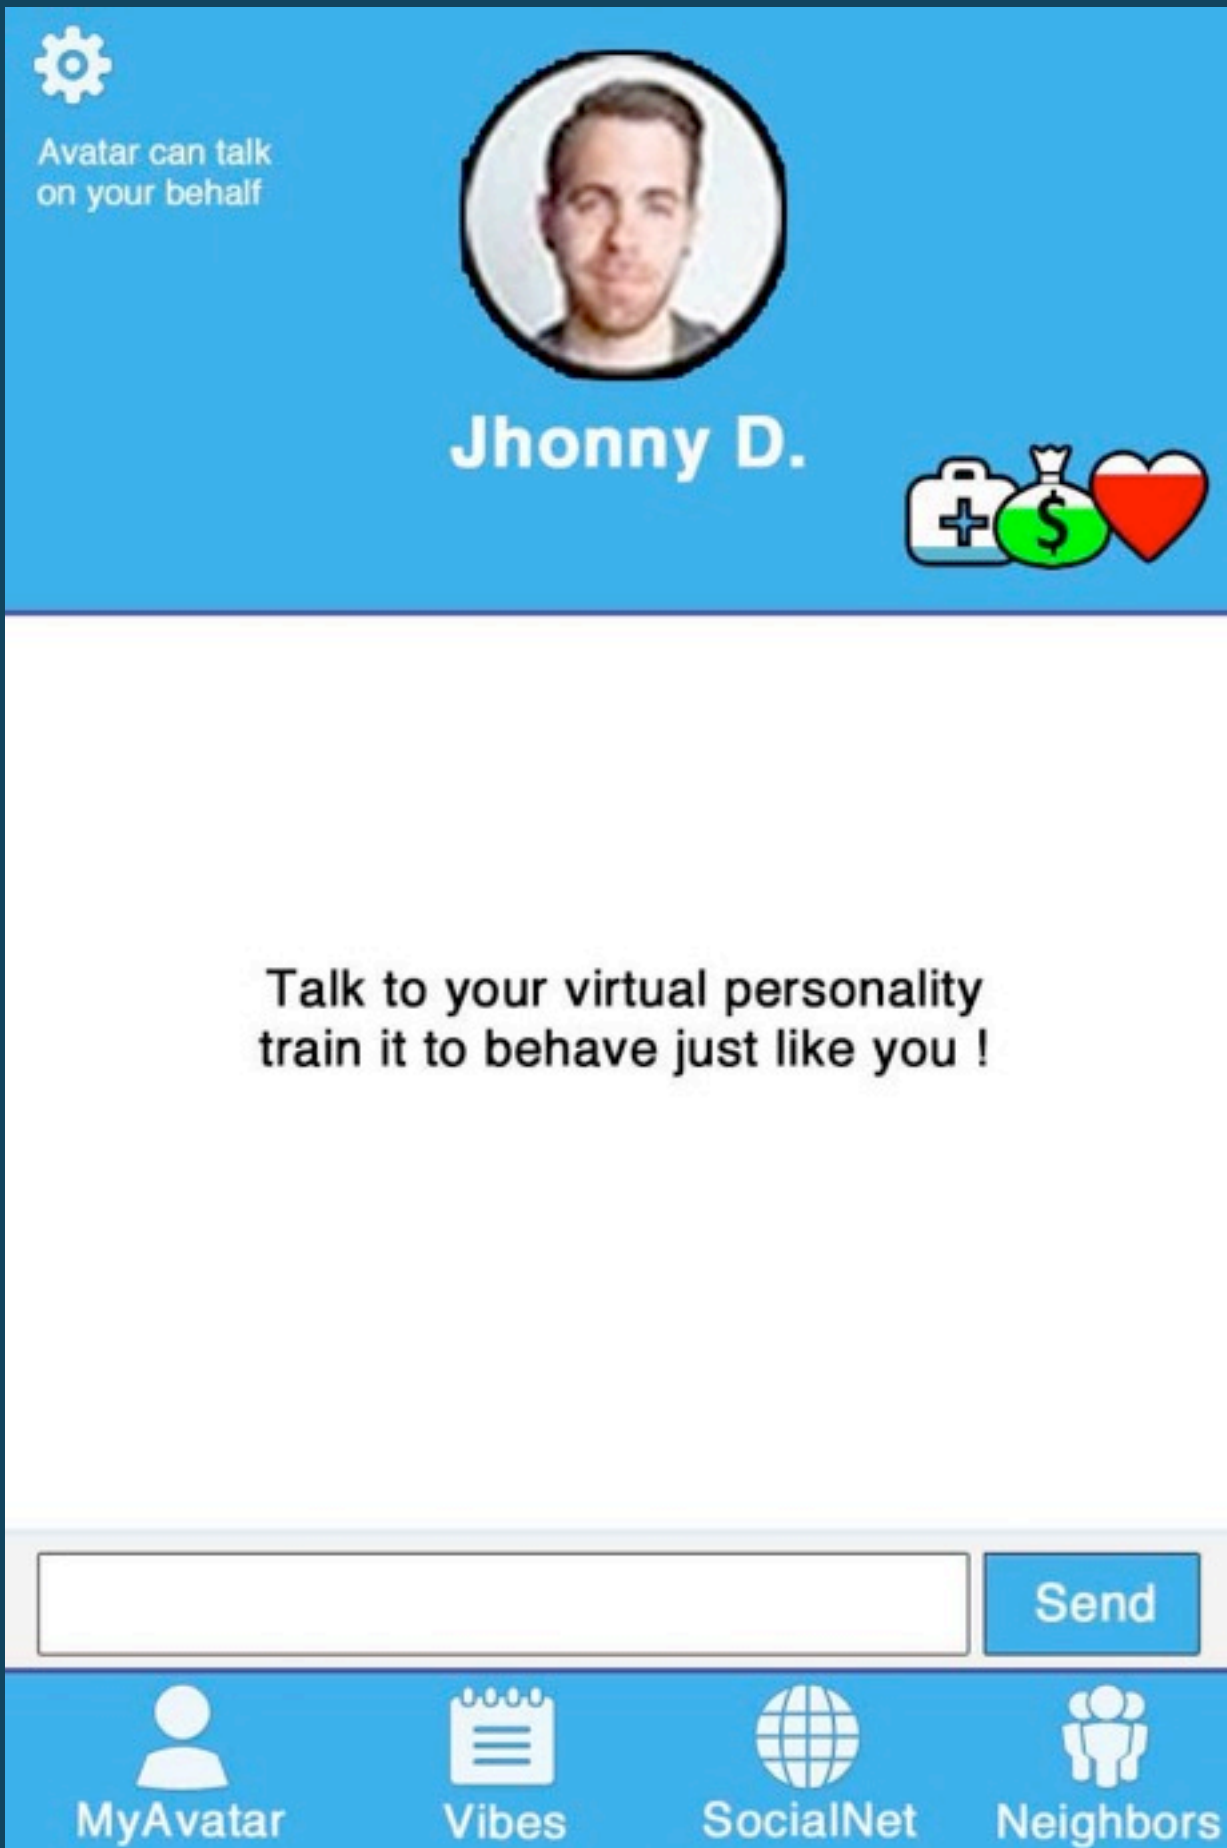 Avatar can talk
on your behalf
Jhonny D.
$
Talk to your virtual personality
train it to behave just like you !
Send
MyAvatar
Vibes
SocialNet
Neighbors